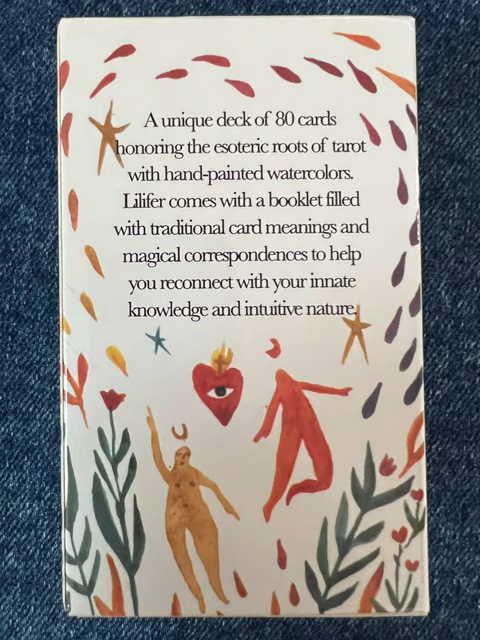 A unique deck of 80 cards
honoring the esoteric roots of tarot
with hand-painted watercolors.
Lilifer comes with a booklet filled
with traditional card meanings and
magical correspondences to help
you reconnect with your innate
knowledge and intuitive nature.